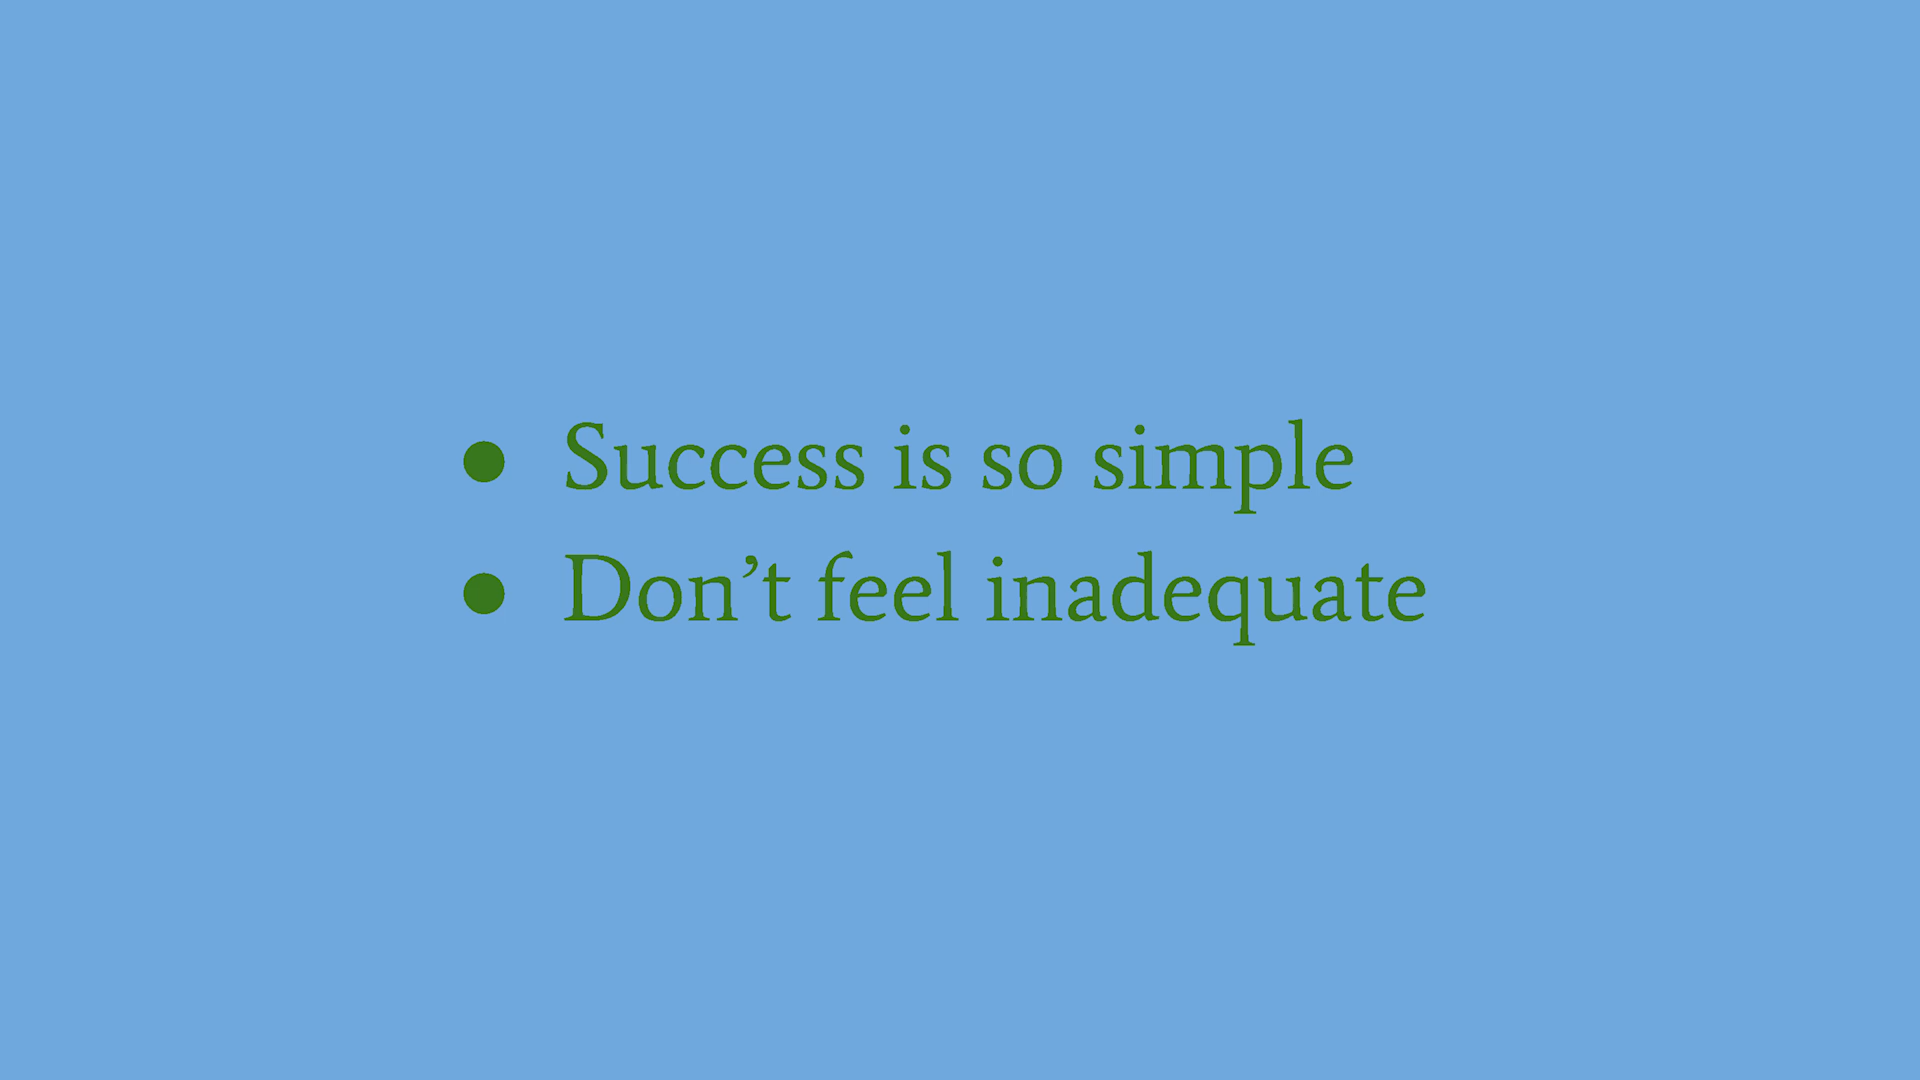 ● Success is so simple
● Don’t feel inadequate